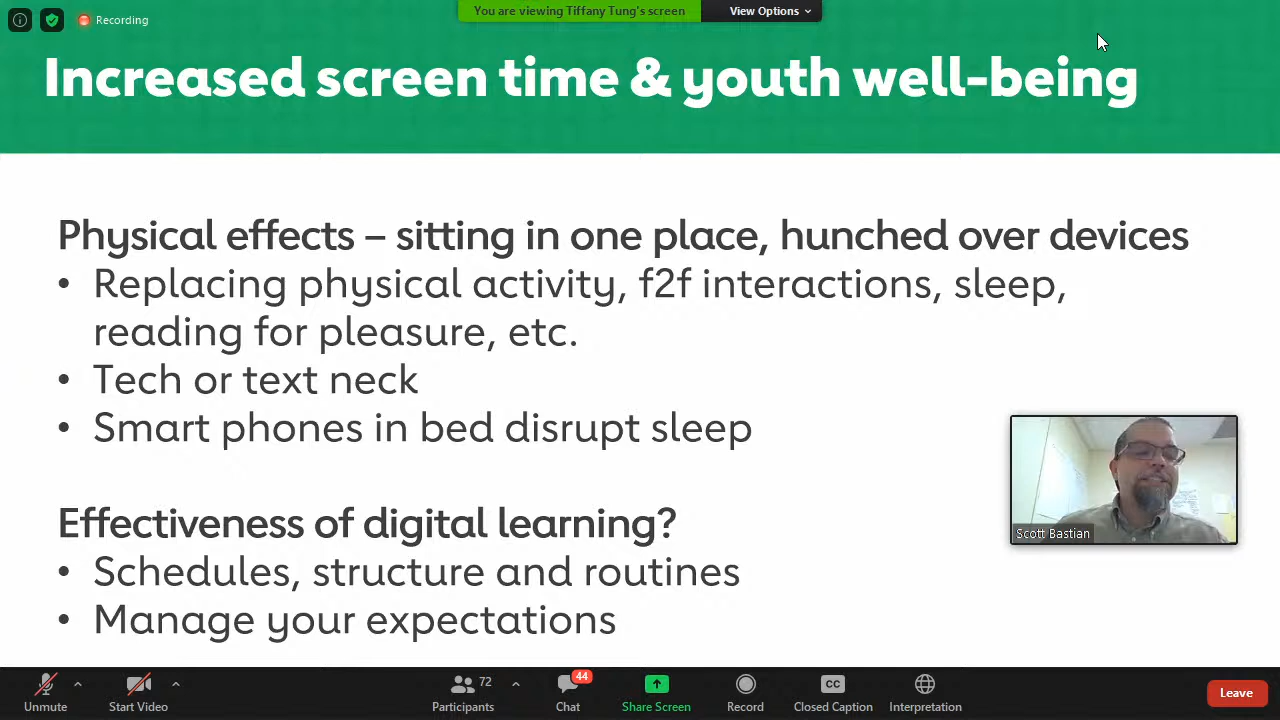 Recording
You are viewing Tiffany Tung's screen
View Options
Increased screen time & youth well-being
Physical effects – sitting in one place, hunched over devices
• Replacing physical activity, f2f interactions, sleep,
reading for pleasure, etc.
• Tech or text neck
• Smart phones in bed disrupt sleep
Effectiveness of digital learning?
• Schedules, structure and routines
• Manage your expectations
Scott Bastian
Unmute
Start Video
72
Participants
44
Chat
Share Screen
Record
CC
Closed Caption
Interpretation
Leave